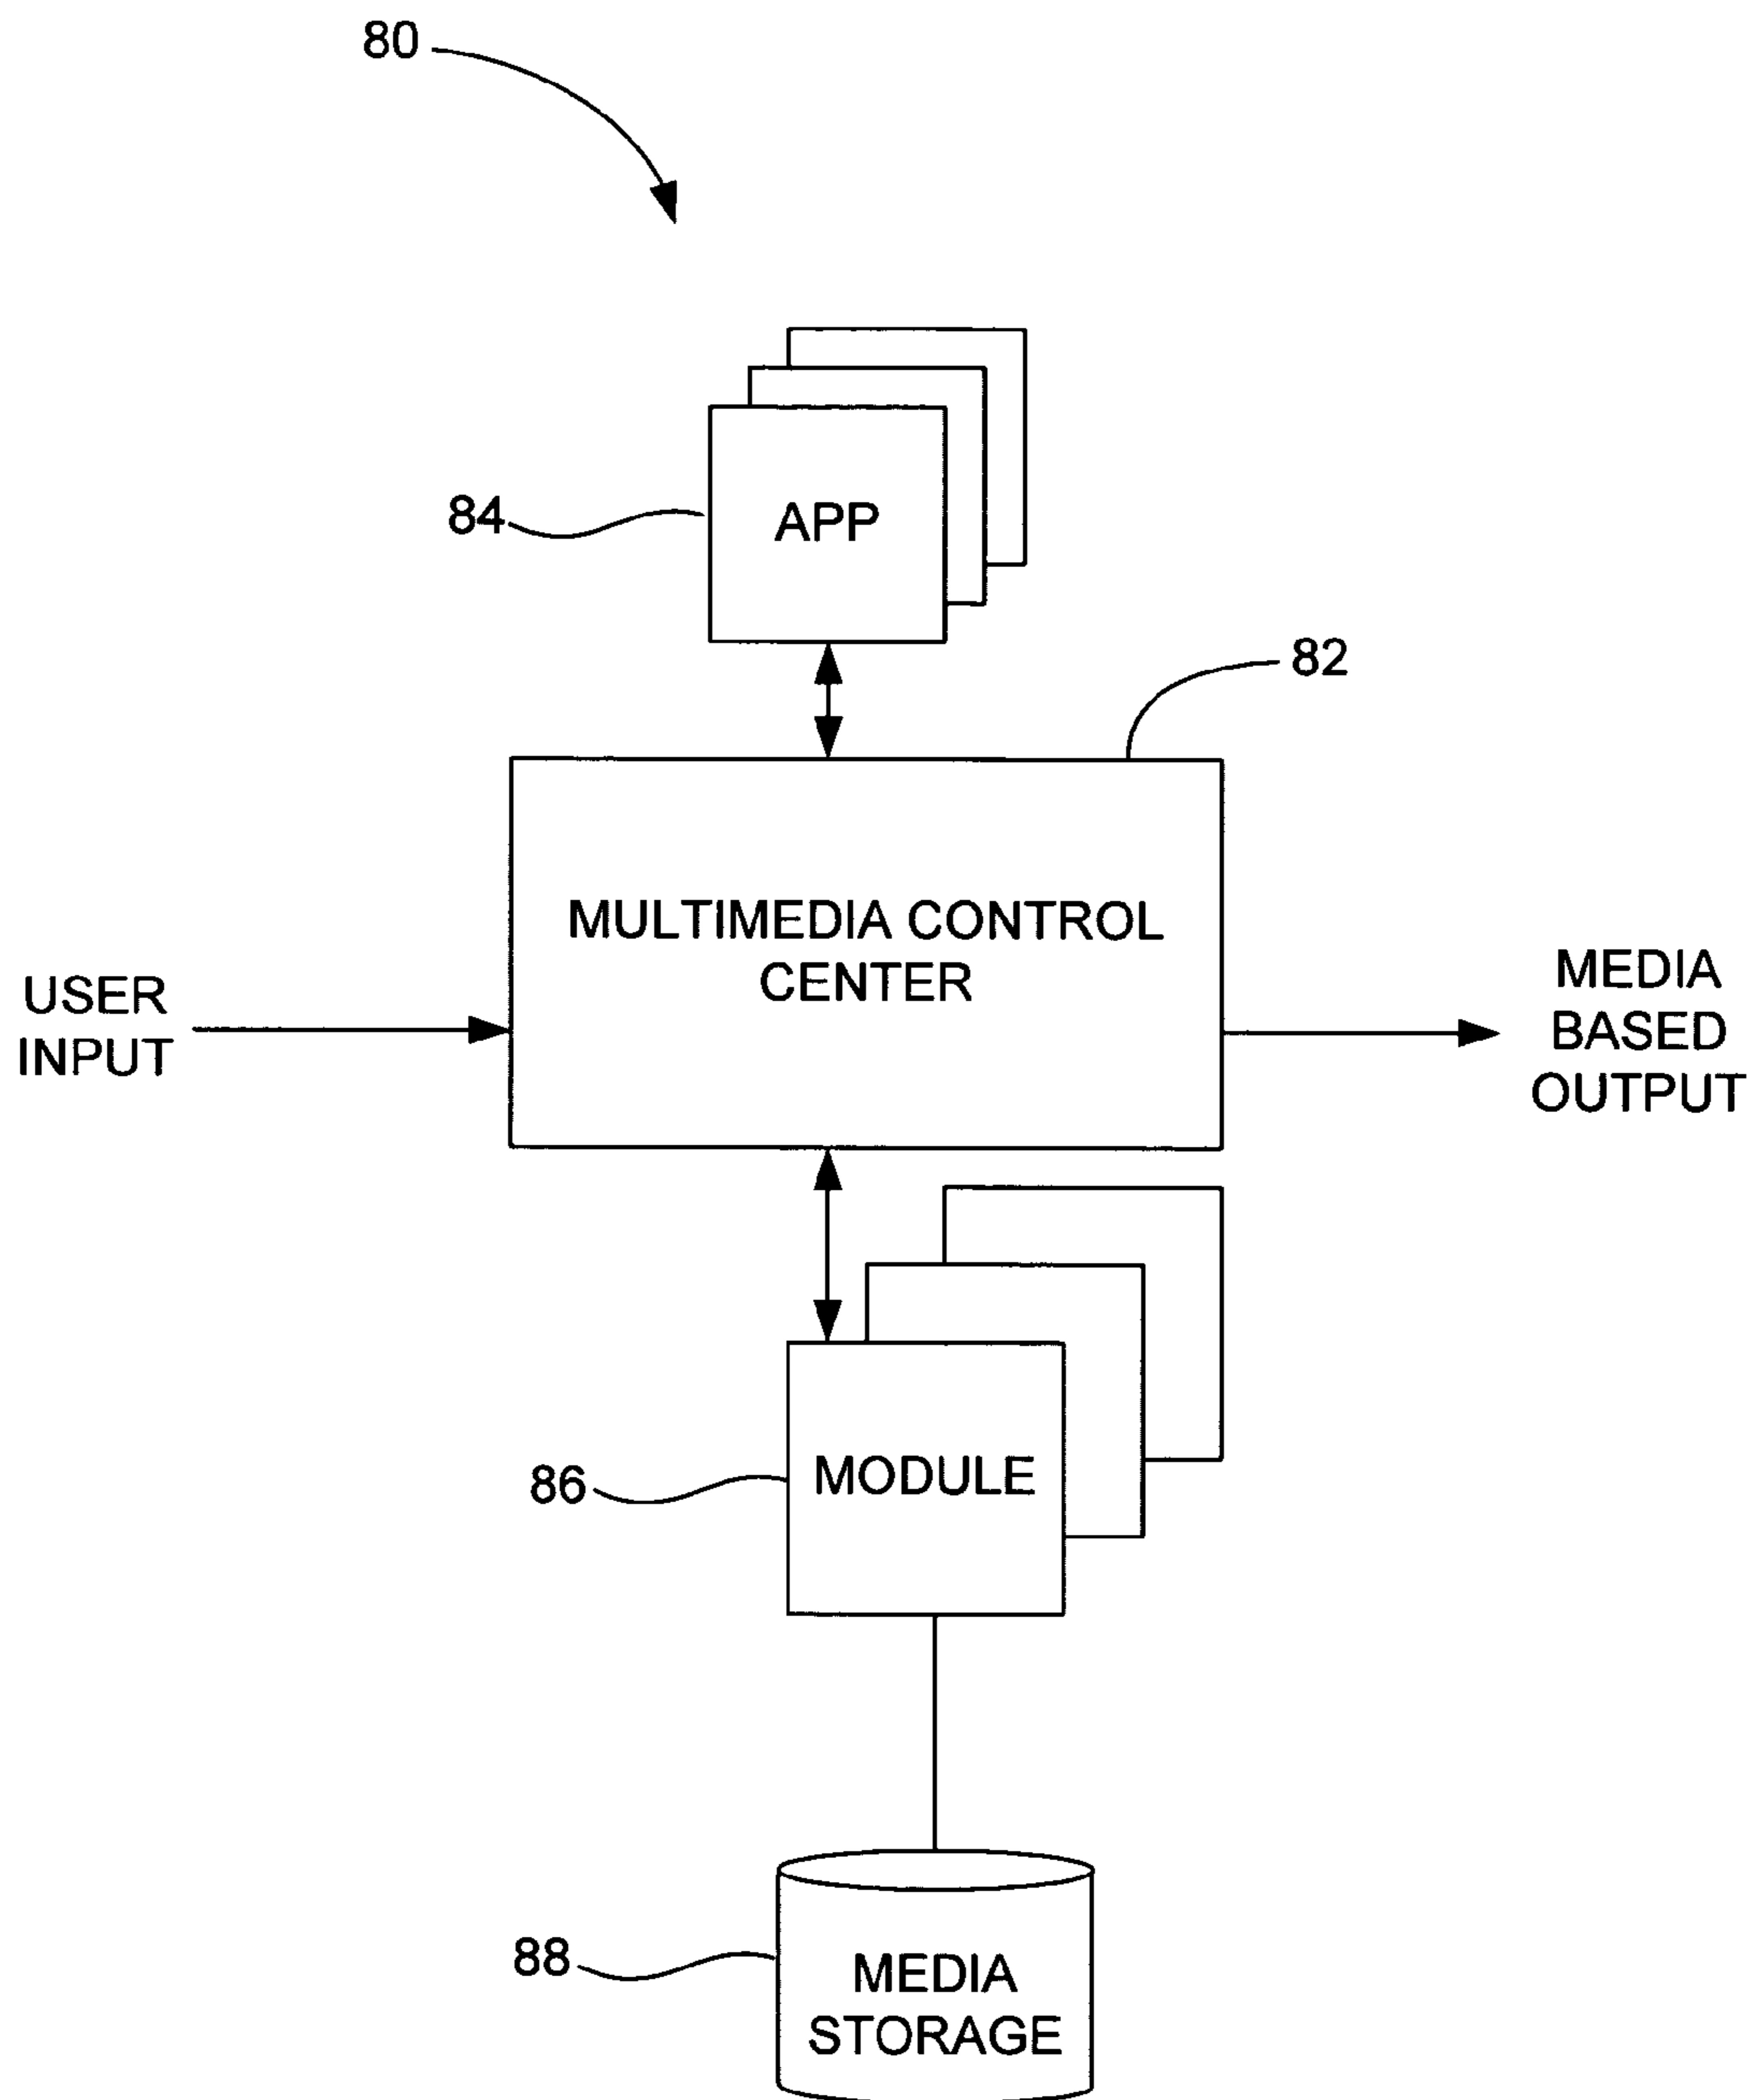 80
84
APP
82
MULTIMEDIA CONTROL
CENTER
USER
INPUT
MEDIA
BASED
OUTPUT
86
MODULE
88
MEDIA
STORAGE